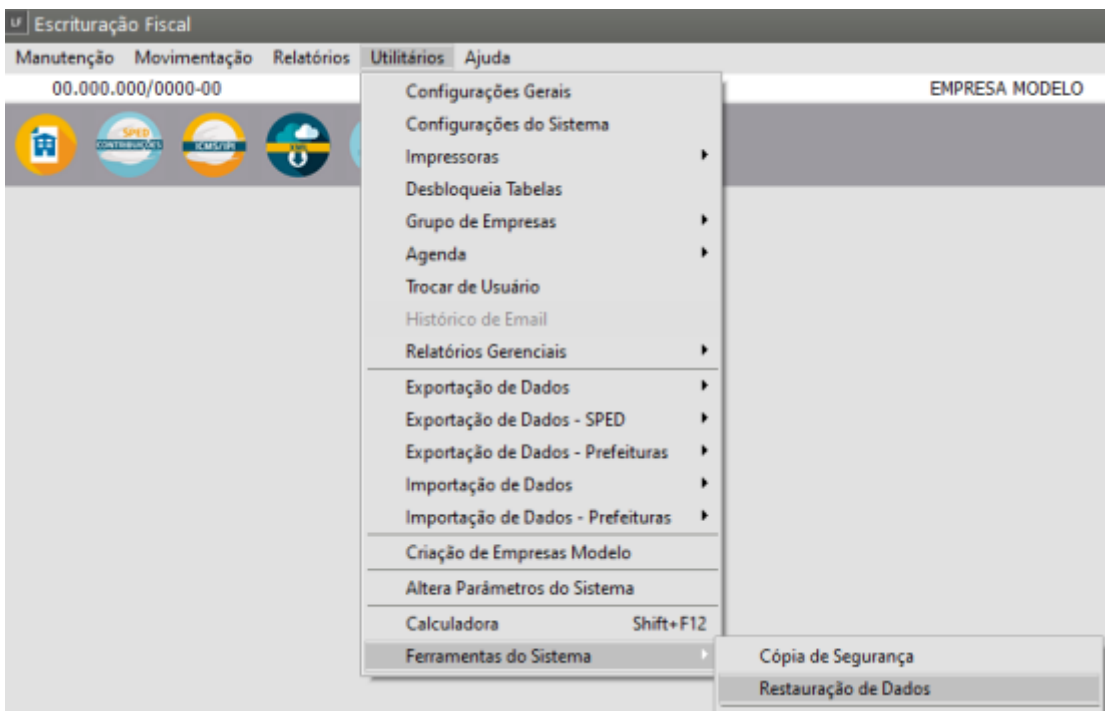 LF Escrituração Fiscal
Manutenção Movimentação Relatórios Utilitários Ajuda
00.000.000/0000-00 EMPRESA MODELO
SPED CONTRIBUIÇÕES
ICMS/IPI
XML
Configurações Gerais
Configurações do Sistema
Impressoras
Desbloqueia Tabelas
Grupo de Empresas
Agenda
Trocar de Usuário
Histórico de Email
Relatórios Gerenciais
Exportação de Dados
Exportação de Dados - SPED
Exportação de Dados - Prefeituras
Importação de Dados
Importação de Dados - Prefeituras
Criação de Empresas Modelo
Altera Parâmetros do Sistema
Calculadora Shift+F12
Ferramentas do Sistema Cópia de Segurança
Restauração de Dados